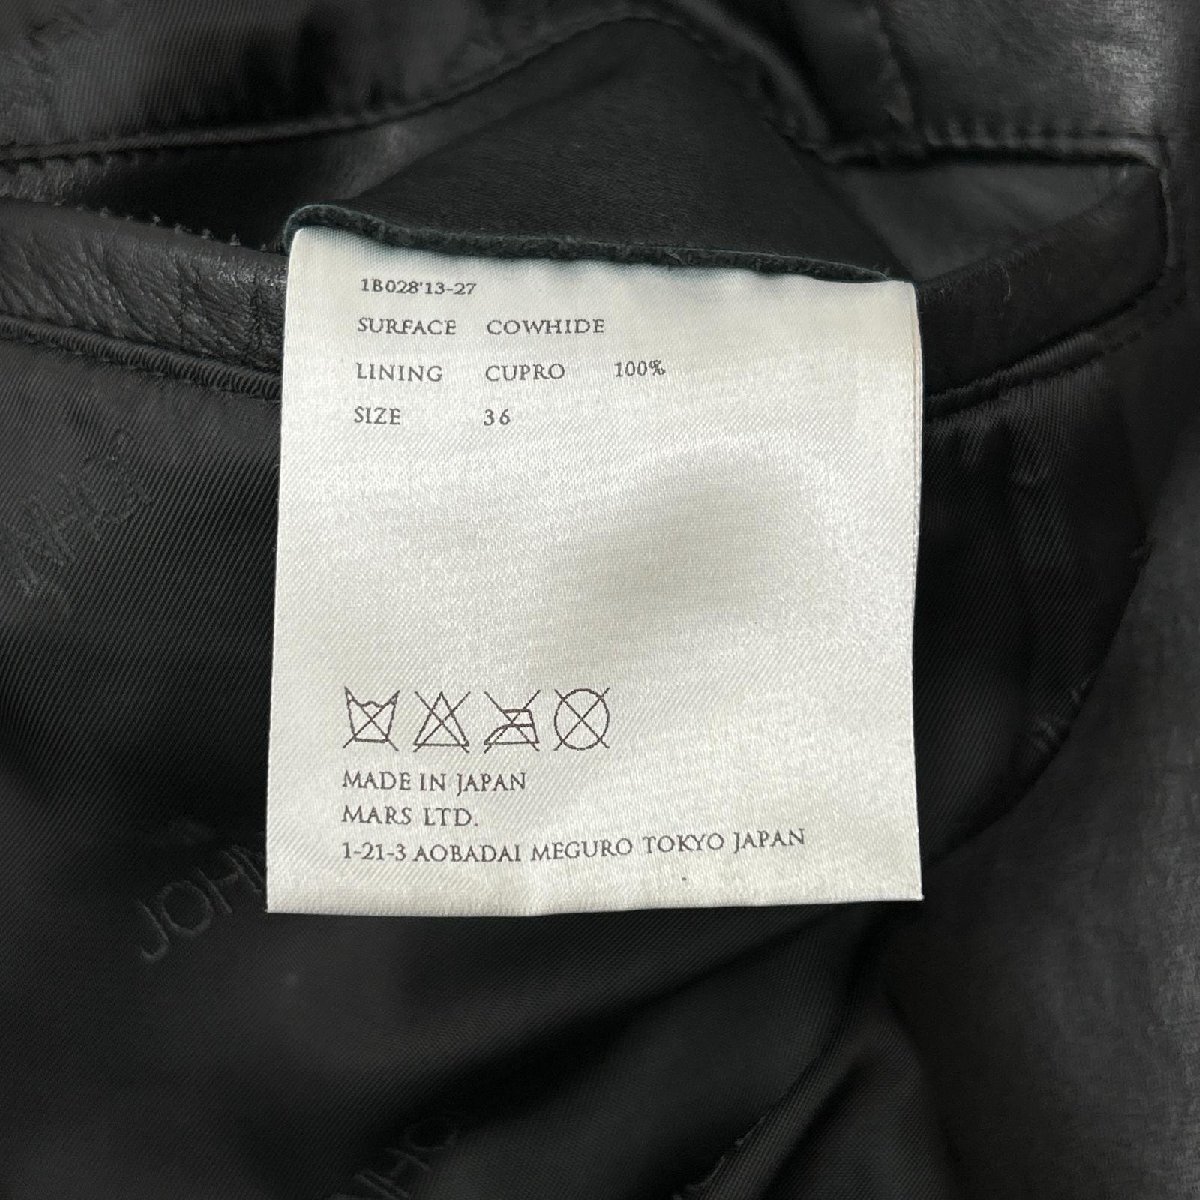 1B028'13-27
SURFACE COWHIDE
LINING CUPRO 100%
SIZE 36
MADE IN JAPAN
MARS LTD.
1-21-3 AOBADAI MEGURO TOKYO JAPAN